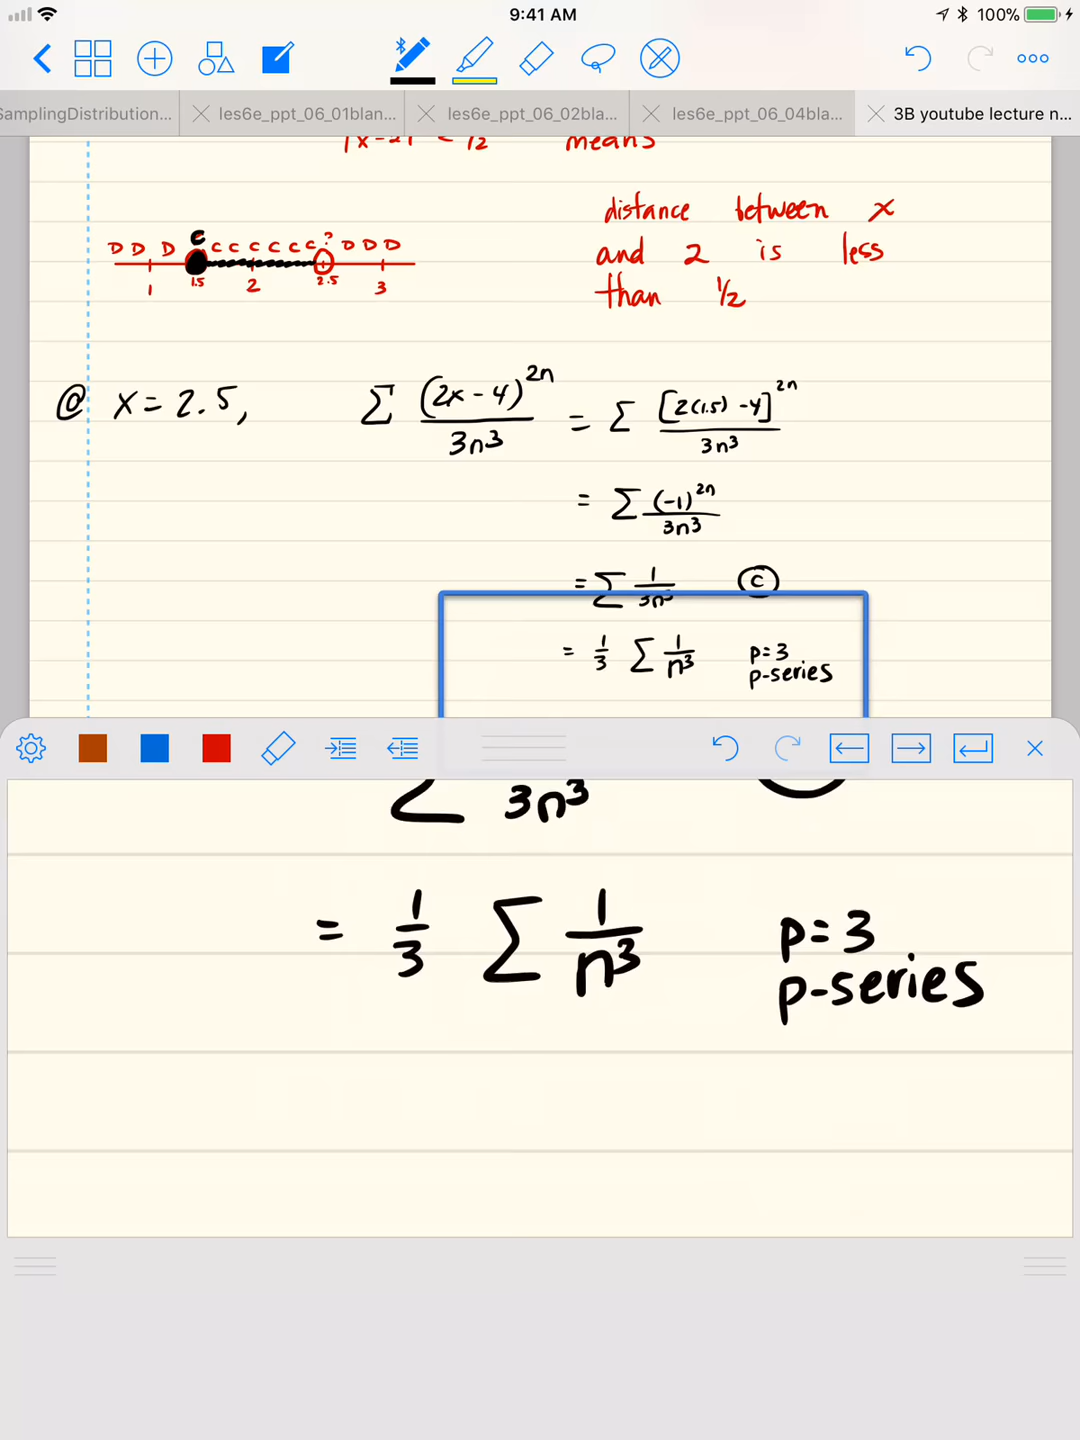 9:41 AM
100%
SamplingDistribution...
les6e_ppt_06_01blan...
les6e_ppt_06_02bla...
les6e_ppt_06_04bla...
3B youtube lecture n...
|x-2| < 1/2 means
distance between x
and 2 is less
than 1/2
D D D C C C C C C C ? D D D
1 1.5 2 2.5 3
@ x = 2.5, Σ (2x - 4)^2n / 3n^3 = Σ [2(1.5) - 4]^2n / 3n^3
= Σ (-1)^2n / 3n^3
= Σ 1/3n^3 C
= 1/3 Σ 1/n^3 p=3
p-series
Σ 3n^3
= 1/3 Σ 1/n^3 p=3
p-series